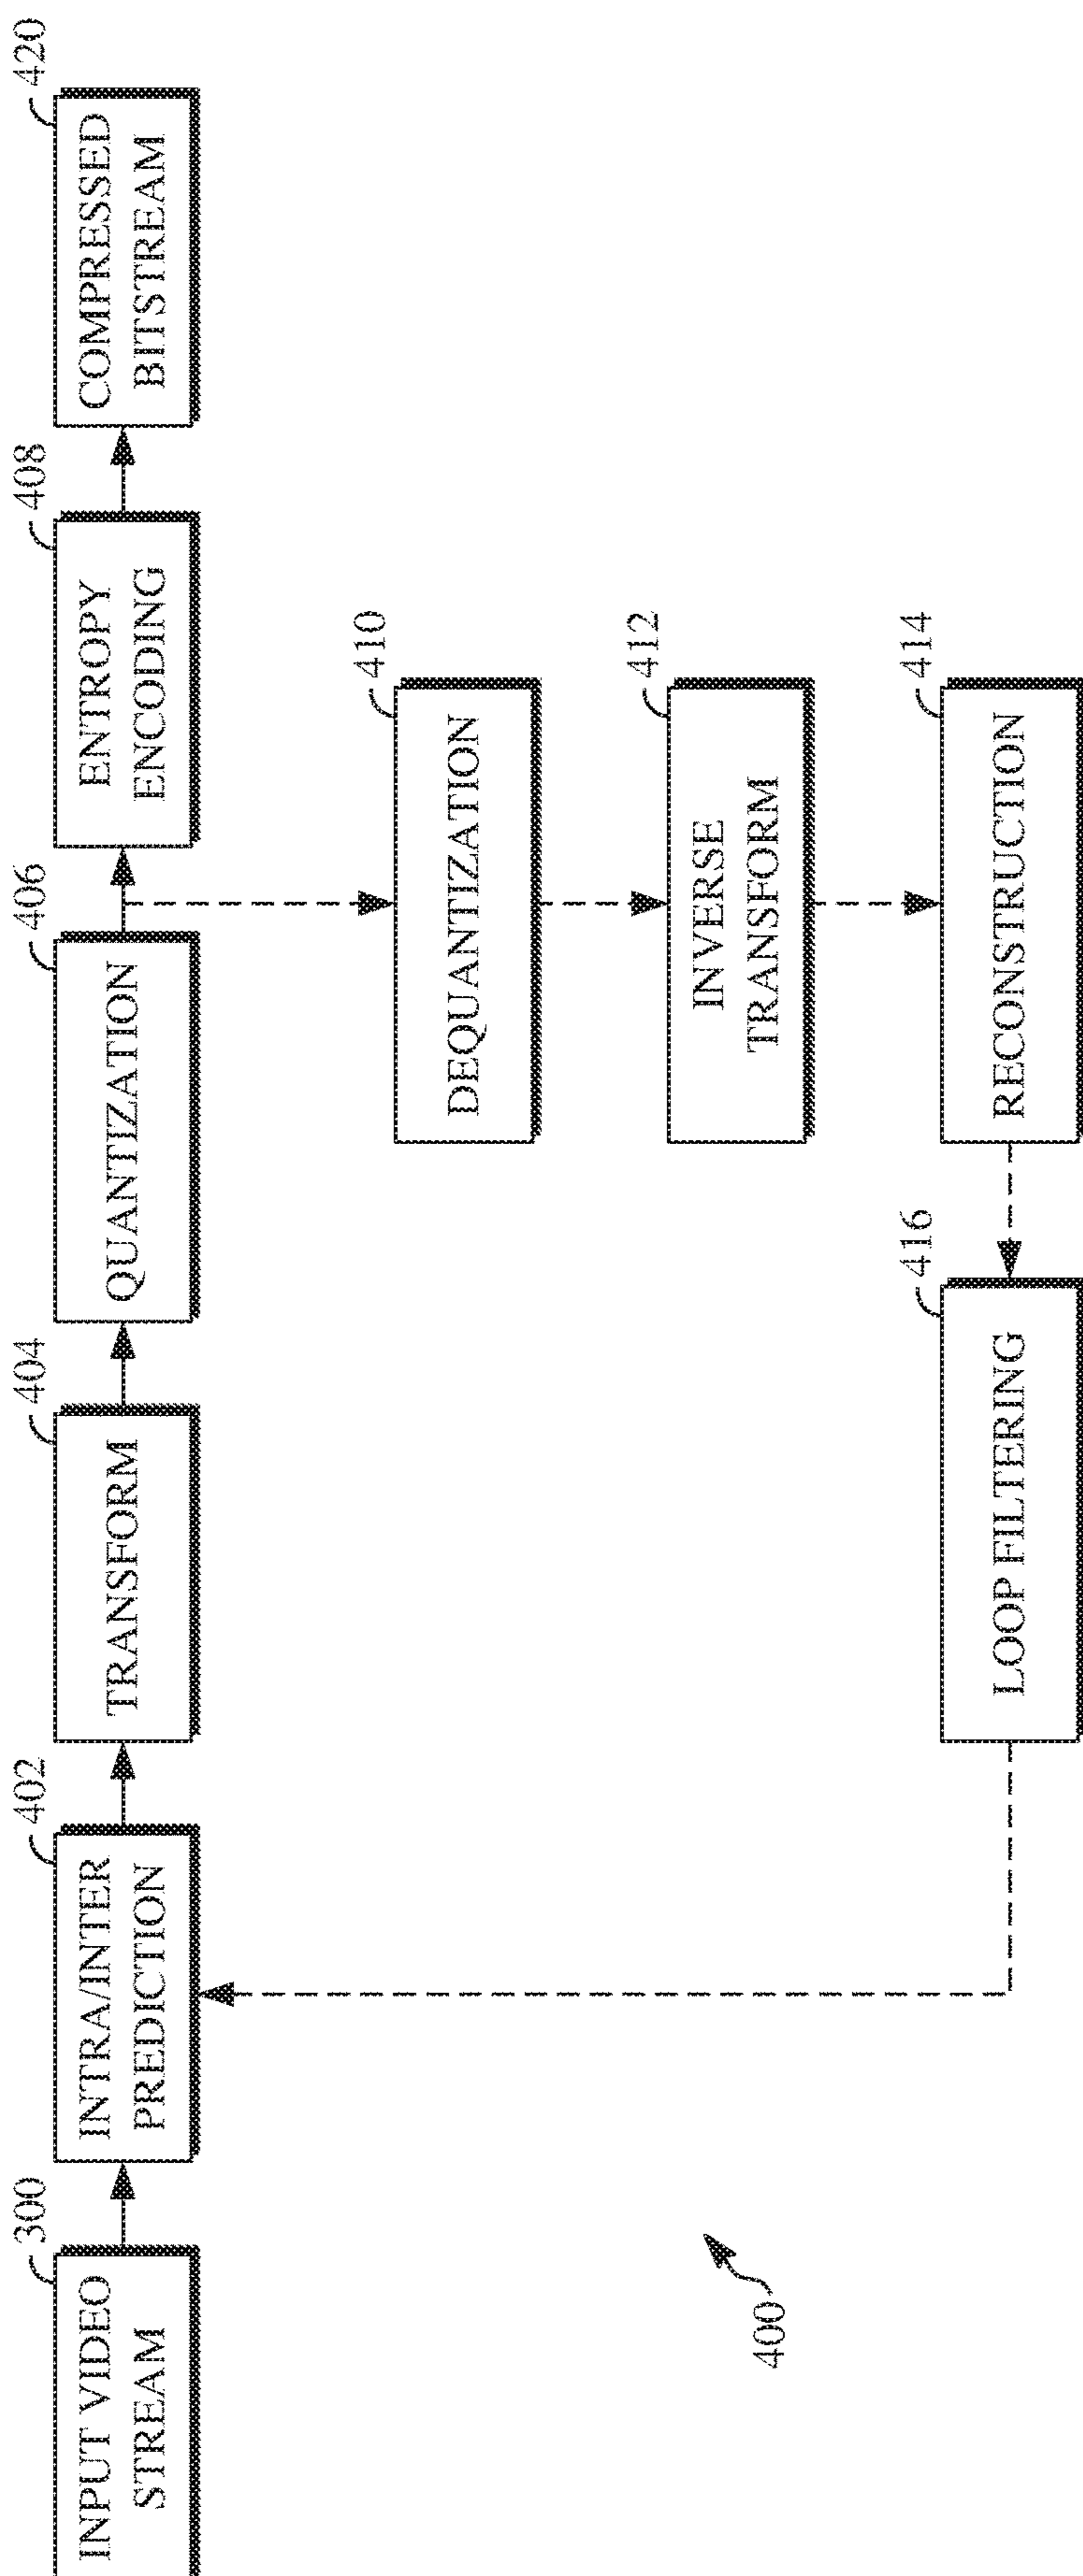 300
INPUT VIDEO
STREAM
402
INTRA/INTER
PREDICTION
404
TRANSFORM
406
QUANTIZATION
408
ENTROPY
ENCODING
420
COMPRESSED
BITSTREAM
410
DEQUANTIZATION
412
INVERSE
TRANSFORM
414
RECONSTRUCTION
416
LOOP FILTERING
400